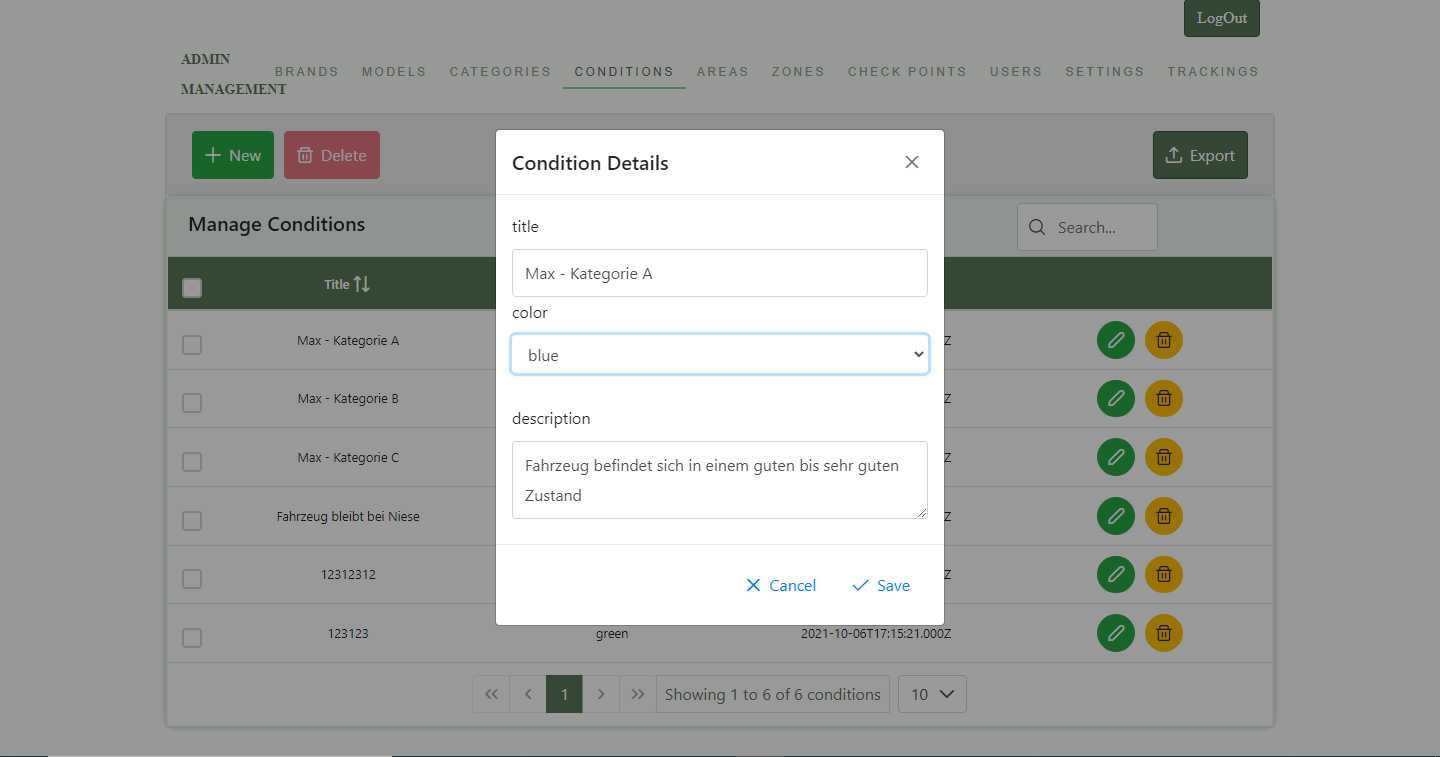 LogOut
ADMIN
MANAGEMENT
BRANDS MODELS CATEGORIES CONDITIONS AREAS ZONES CHECK POINTS USERS SETTINGS TRACKINGS
New Delete Export
Manage Conditions Search...
Title
Max - Kategorie A Z
Max - Kategorie B Z
Max - Kategorie C Z
Fahrzeug bleibt bei Niese Z
12312312 Z
123123 green 2021-10-06T17:15:21.000Z
1 Showing 1 to 6 of 6 conditions 10
Condition Details
title
Max - Kategorie A
color
blue
description
Fahrzeug befindet sich in einem guten bis sehr guten
Zustand
Cancel Save